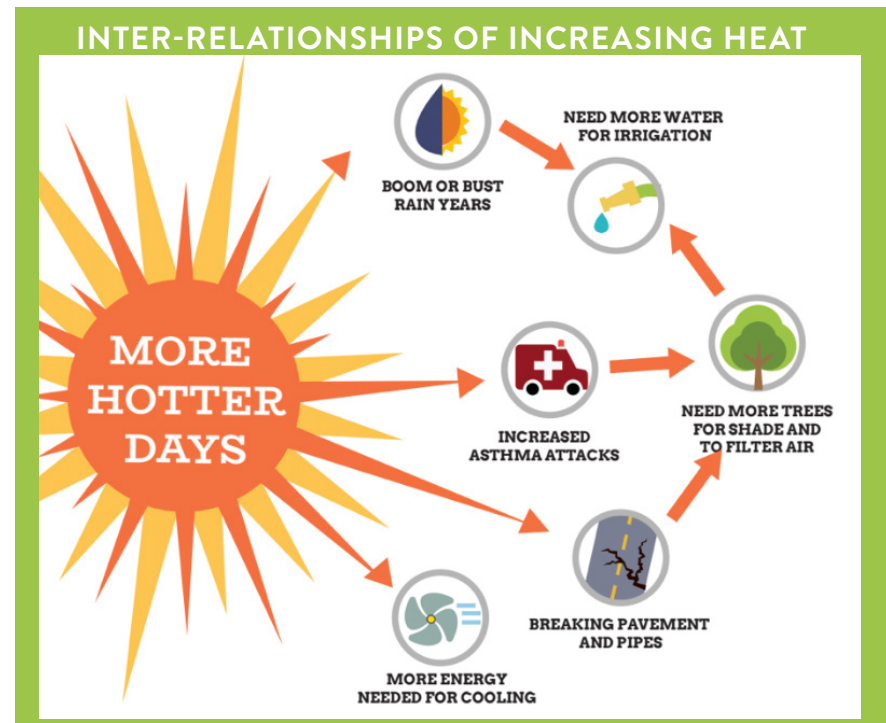 INTER-RELATIONSHIPS OF INCREASING HEAT
MORE
HOTTER
DAYS
BOOM OR BUST
RAIN YEARS
NEED MORE WATER
FOR IRRIGATION
INCREASED
ASTHMA ATTACKS
NEED MORE TREES
FOR SHADE AND
TO FILTER AIR
BREAKING PAVEMENT
AND PIPES
MORE ENERGY
NEEDED FOR COOLING